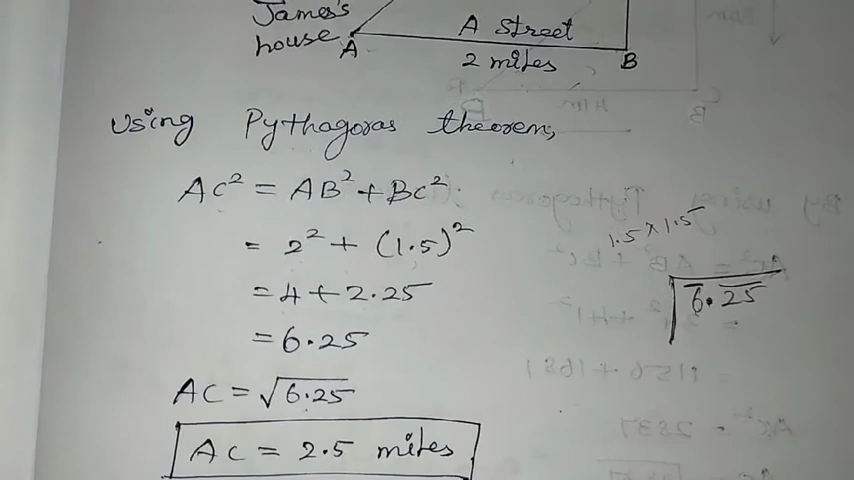 James's
house A
A street
2 miles
B
Using Pythagoras theorem,
AC² = AB² + BC²
= 2² + (1.5)²
= 4 + 2.25
= 6.25
AC = √6.25
AC = 2.5 miles
1.5 × 1.5
6.25